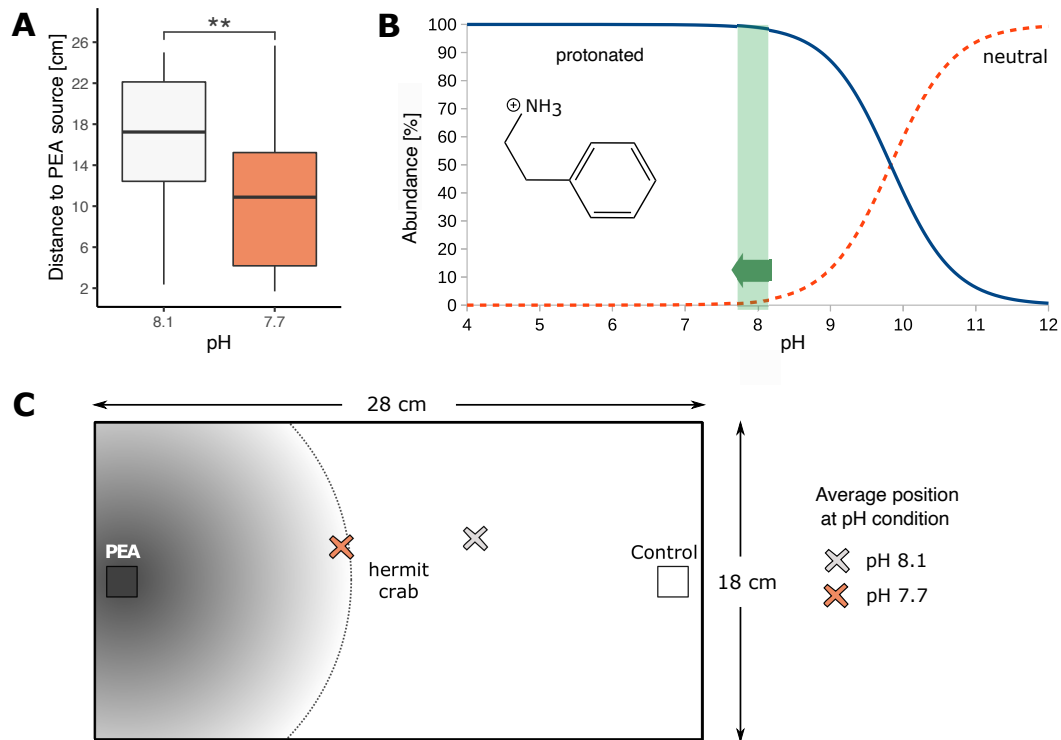 A
**
Distance to PEA source [cm]
26
22
18
14
10
6
2
8.1
7.7
pH
B
Abundance [%]
100
90
80
70
60
50
40
30
20
10
0
protonated
neutral
⊕NH3
4
5
6
7
8
9
10
11
12
pH
C
28 cm
PEA
hermit
crab
Control
18 cm
Average position
at pH condition
pH 8.1
pH 7.7